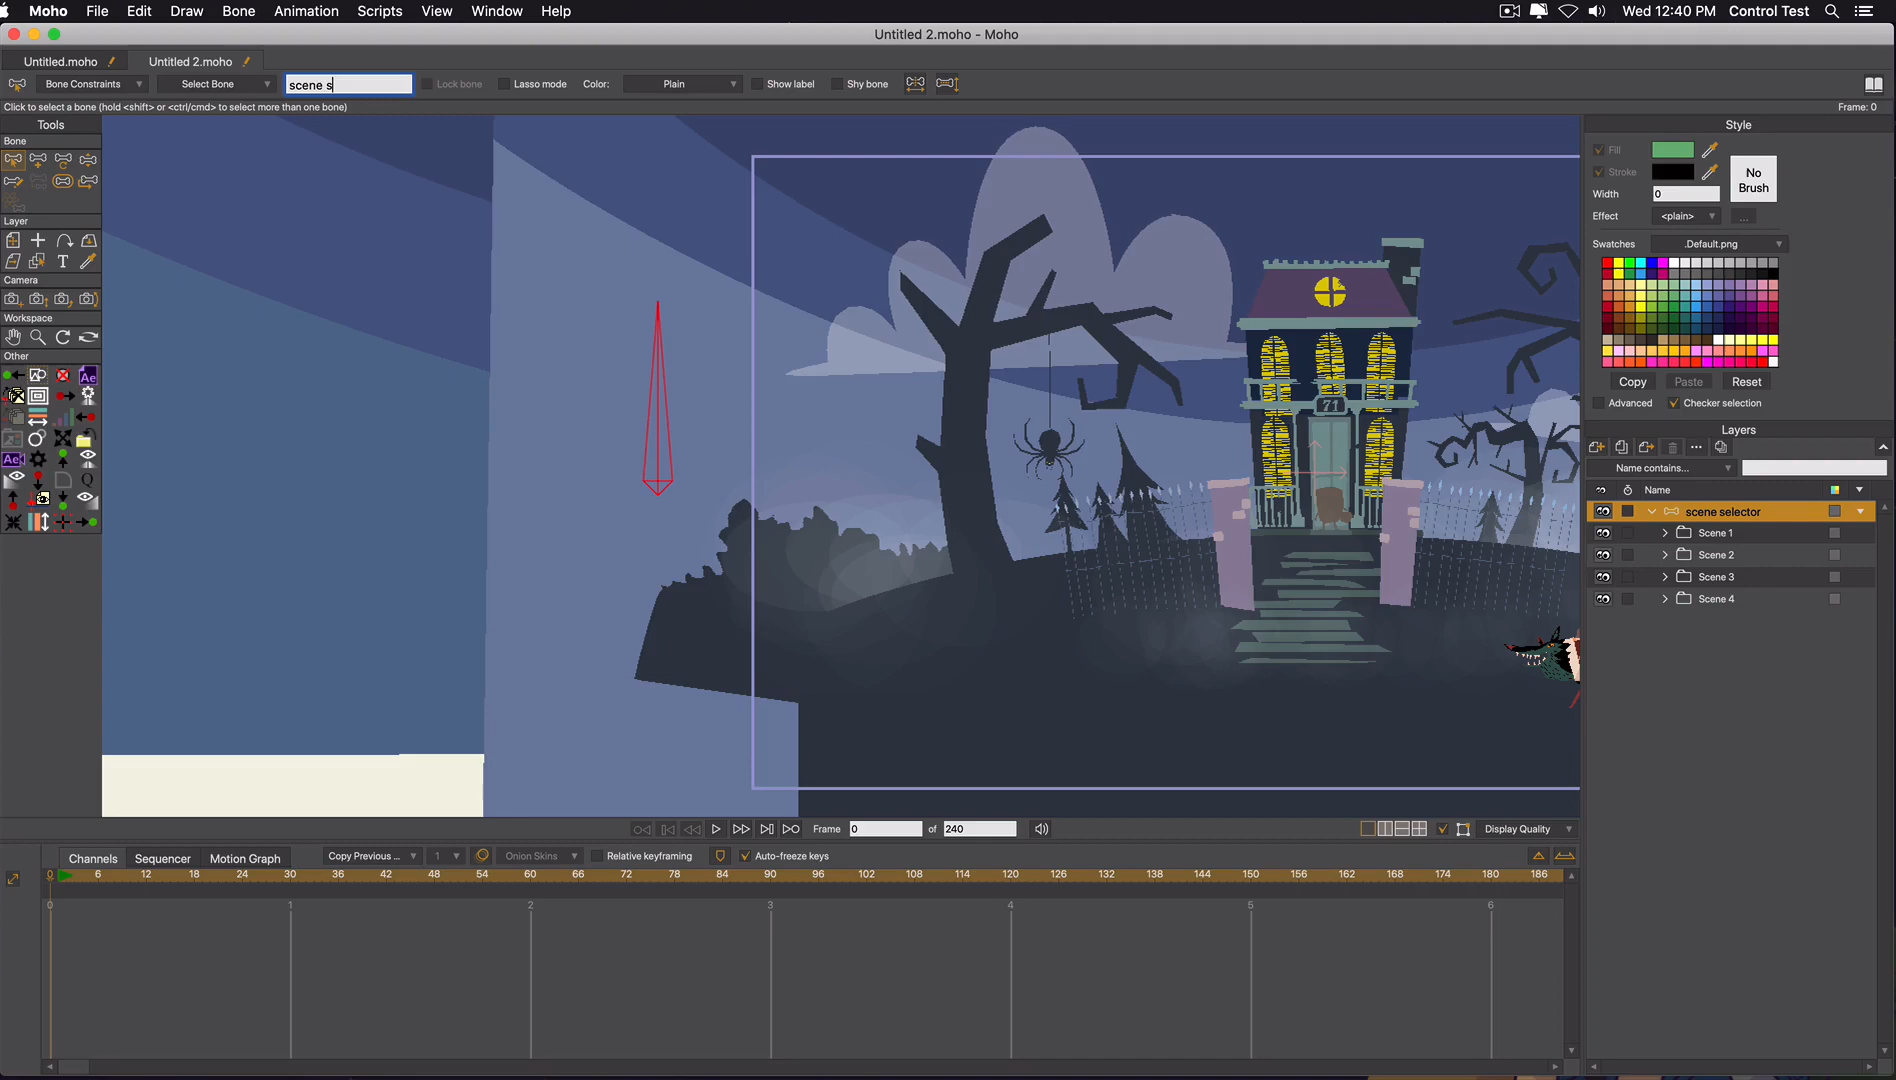 Moho File Edit Draw Bone Animation Scripts View Window Help Wed 12:40 PM Control Test
Untitled 2.moho - Moho
Untitled.moho Untitled 2.moho
Bone Constraints Select Bone scene s Lock bone Lasso mode Color: Plain Show label Shy bone
Click to select a bone (hold <shift> or <ctrl/cmd> to select more than one bone) Frame: 0
Tools
Bone
Layer
T
Camera
Workspace
Other
Ae
Ae
Q
71
Style
Fill
Stroke
No
Brush
Width 0
Effect <plain> ...
Swatches .Default.png
Copy Paste Reset
Advanced Checker selection
Layers
Name contains...
Name
scene selector
Scene 1
Scene 2
Scene 3
Scene 4
Frame 0 of 240 Display Quality
Channels Sequencer Motion Graph Copy Previous ... 1 Onion Skins Relative keyframing Auto-freeze keys
0 6 12 18 24 30 36 42 48 54 60 66 72 78 84 90 96 102 108 114 120 126 132 138 144 150 156 162 168 174 180 186
0 1 2 3 4 5 6